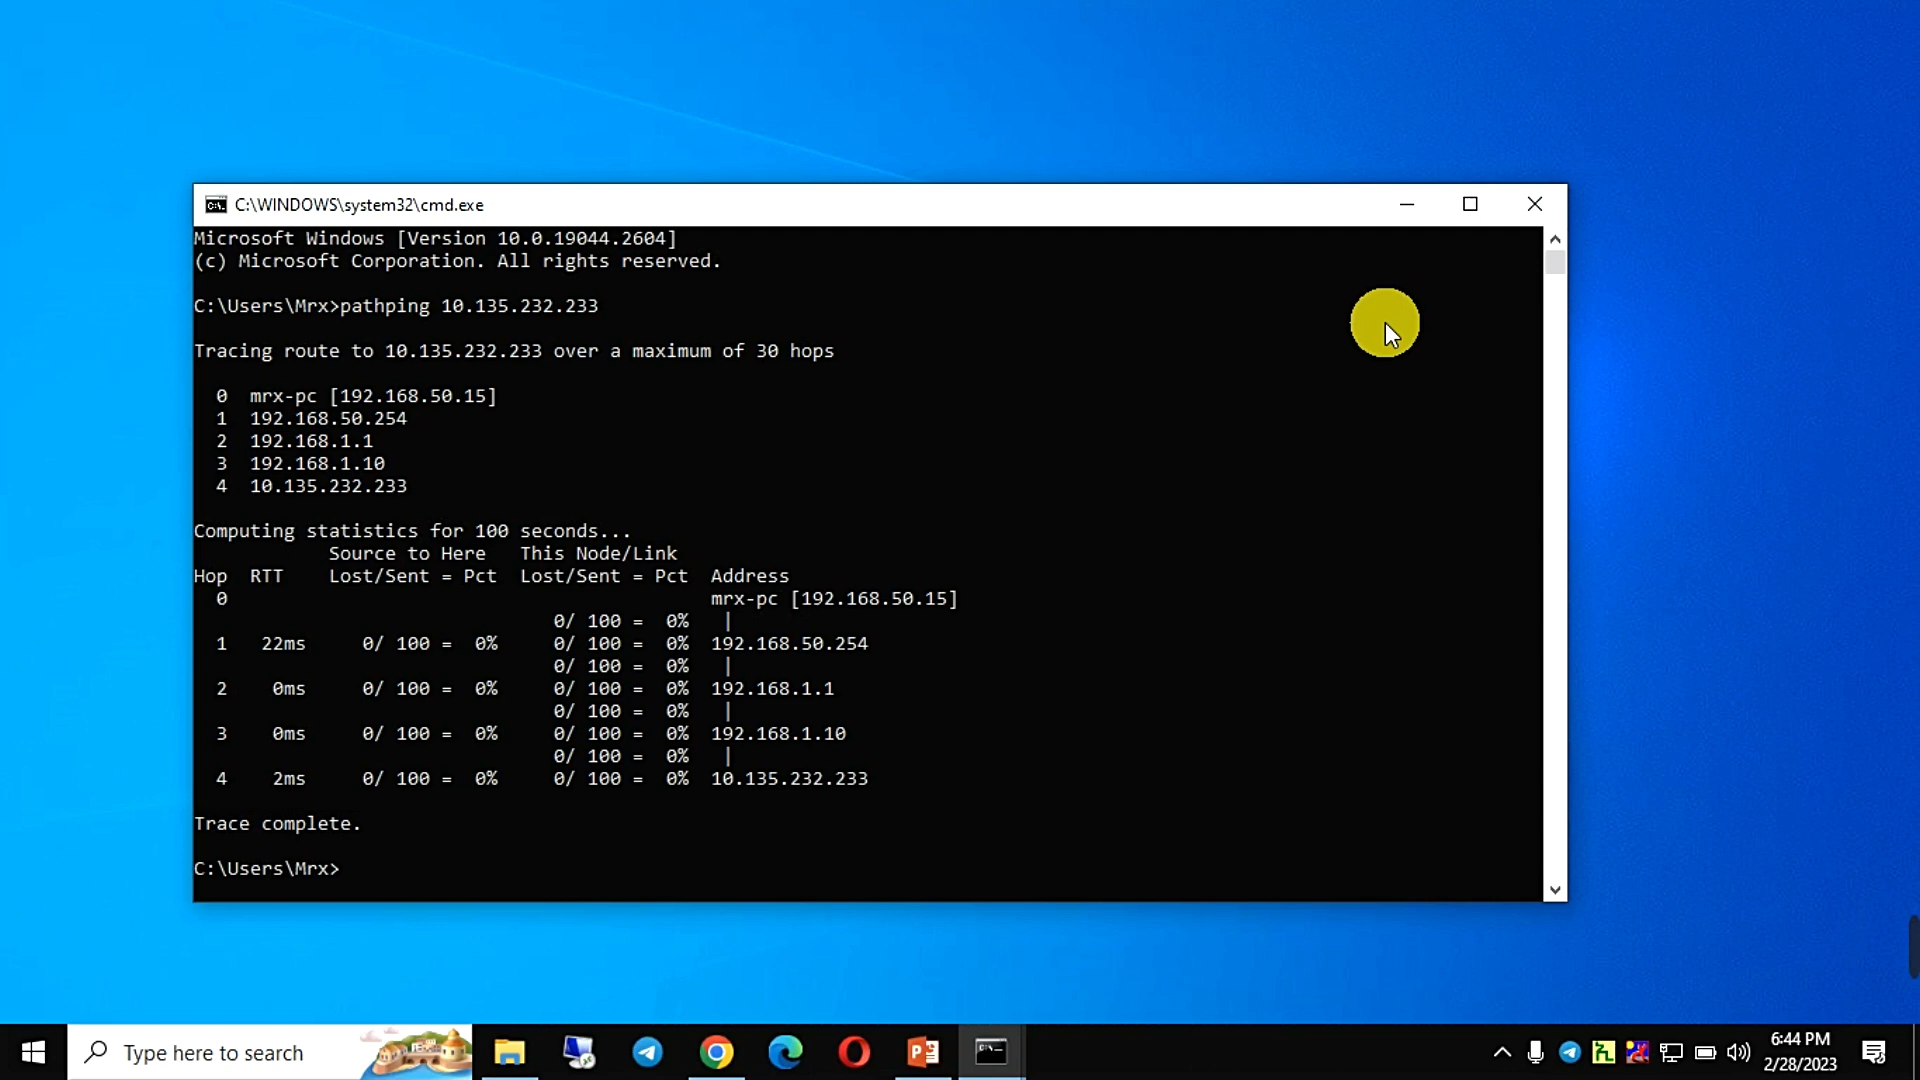 C:\WINDOWS\system32\cmd.exe
Microsoft Windows [Version 10.0.19044.2604]
(c) Microsoft Corporation. All rights reserved.
C:\Users\Mrx>pathping 10.135.232.233
Tracing route to 10.135.232.233 over a maximum of 30 hops
  0  mrx-pc [192.168.50.15]
  1  192.168.50.254
  2  192.168.1.1
  3  192.168.1.10
  4  10.135.232.233
Computing statistics for 100 seconds...
            Source to Here   This Node/Link
Hop  RTT    Lost/Sent = Pct  Lost/Sent = Pct  Address
  0                                           mrx-pc [192.168.50.15]
                                0/ 100 =  0%   |
  1   22ms     0/ 100 =  0%     0/ 100 =  0%  192.168.50.254
                                0/ 100 =  0%   |
  2    0ms     0/ 100 =  0%     0/ 100 =  0%  192.168.1.1
                                0/ 100 =  0%   |
  3    0ms     0/ 100 =  0%     0/ 100 =  0%  192.168.1.10
                                0/ 100 =  0%   |
  4    2ms     0/ 100 =  0%     0/ 100 =  0%  10.135.232.233
Trace complete.
C:\Users\Mrx>
Type here to search
6:44 PM
2/28/2023